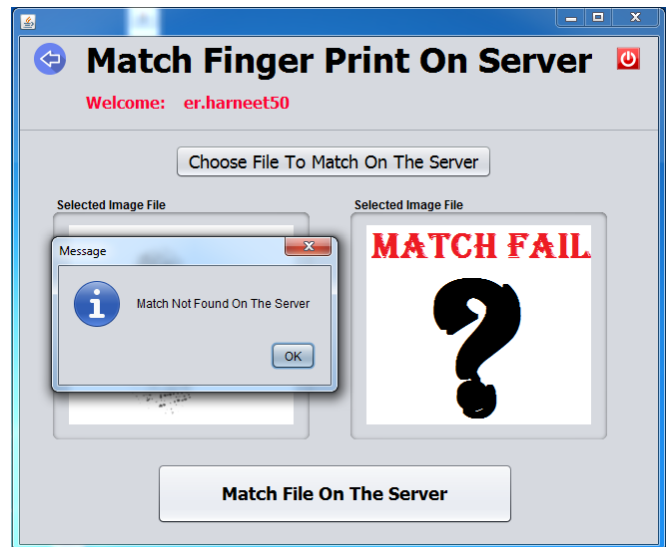 Match Finger Print On Server
Welcome: er.harneet50
Choose File To Match On The Server
Selected Image File
Selected Image File
Message
Match Not Found On The Server
OK
MATCH FAIL
?
Match File On The Server